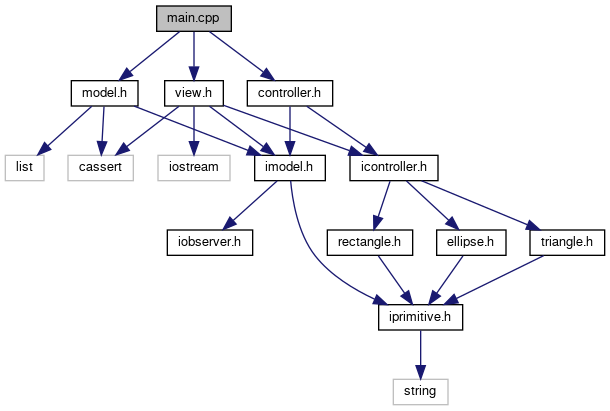 main.cpp
model.h
view.h
controller.h
list
cassert
iostream
imodel.h
icontroller.h
iobserver.h
rectangle.h
ellipse.h
triangle.h
iprimitive.h
string